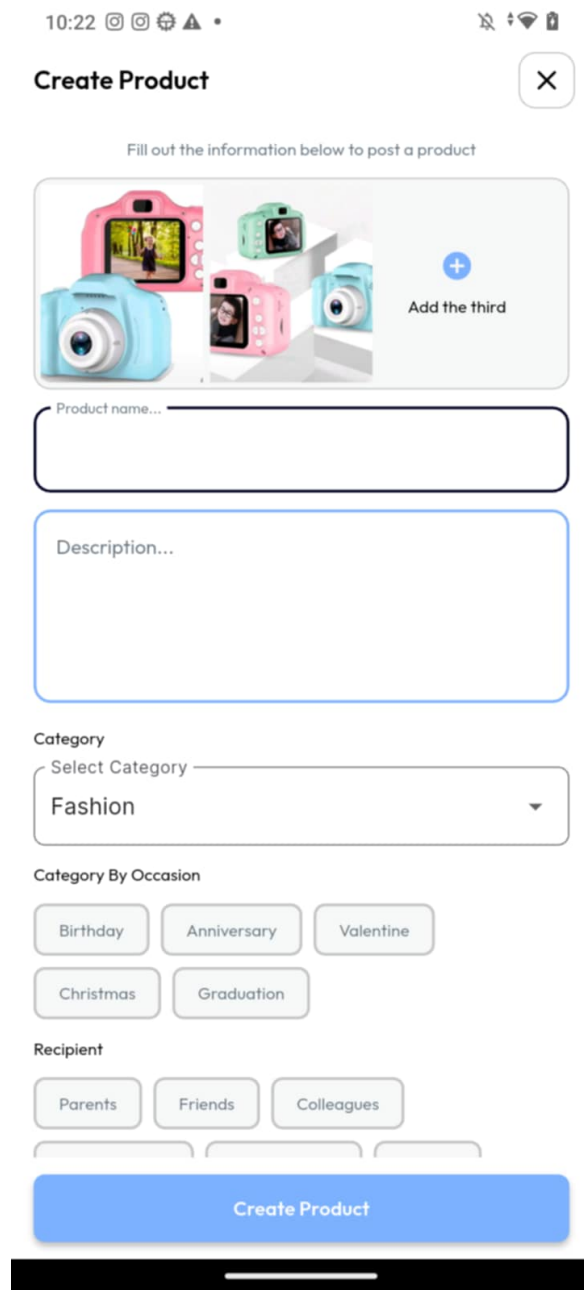 10:22
Create Product
Fill out the information below to post a product
Add the third
Product name...
Description...
Category
Select Category
Fashion
Category By Occasion
Birthday Anniversary Valentine
Christmas Graduation
Recipient
Parents Friends Colleagues
Create Product